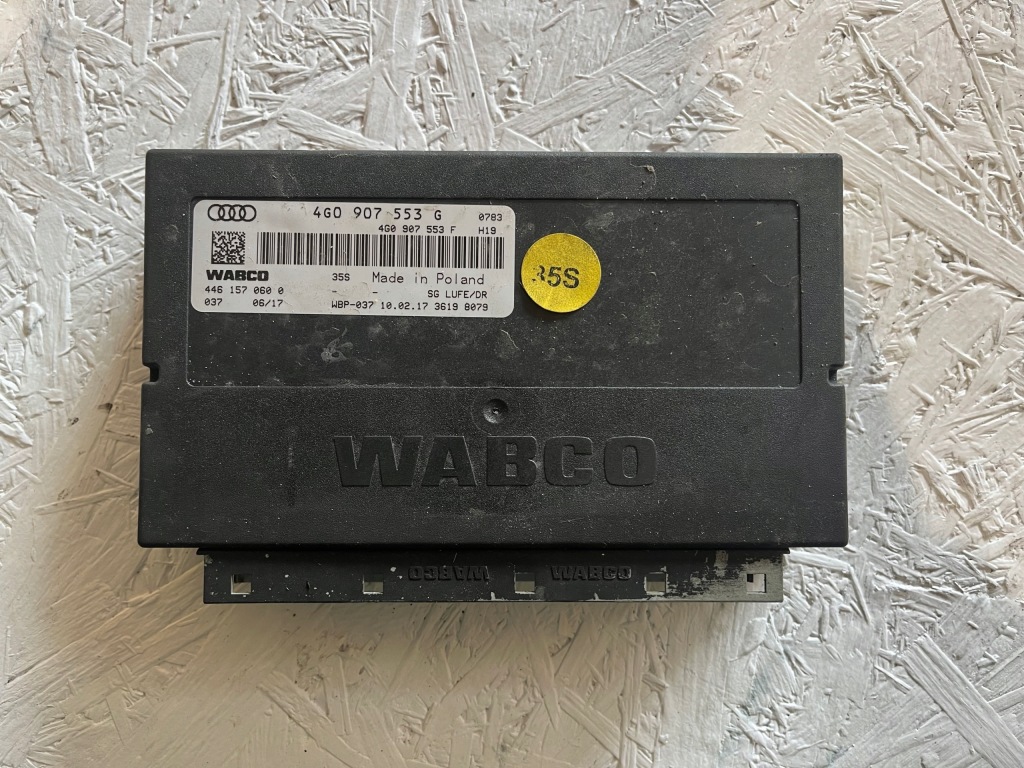 4G0 907 553 G 0783
4G0 907 553 F H19
WABCO 35S Made in Poland
446 157 060 0 - - SG LUFE/DR
037 06/17 WBP-037 10.02.17 3619 8079
35S
WABCO
WABCO WABCO